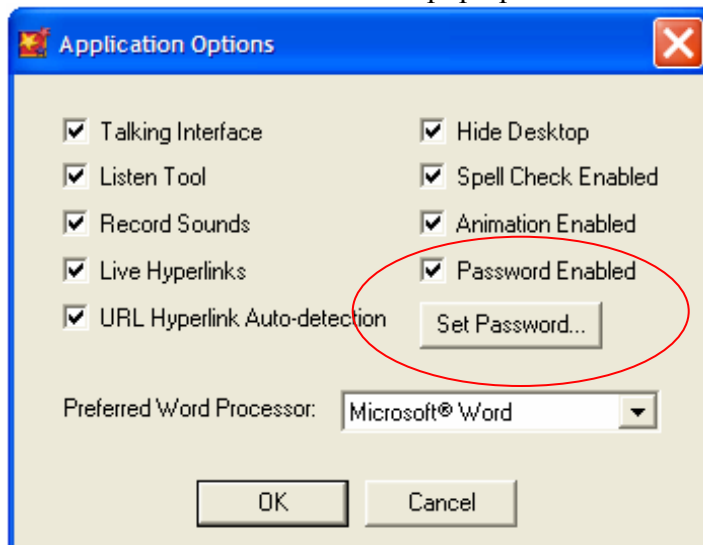 Application Options
Talking Interface
Hide Desktop
Listen Tool
Spell Check Enabled
Record Sounds
Animation Enabled
Live Hyperlinks
Password Enabled
URL Hyperlink Auto-detection
Set Password...
Preferred Word Processor:
Microsoft® Word
OK
Cancel